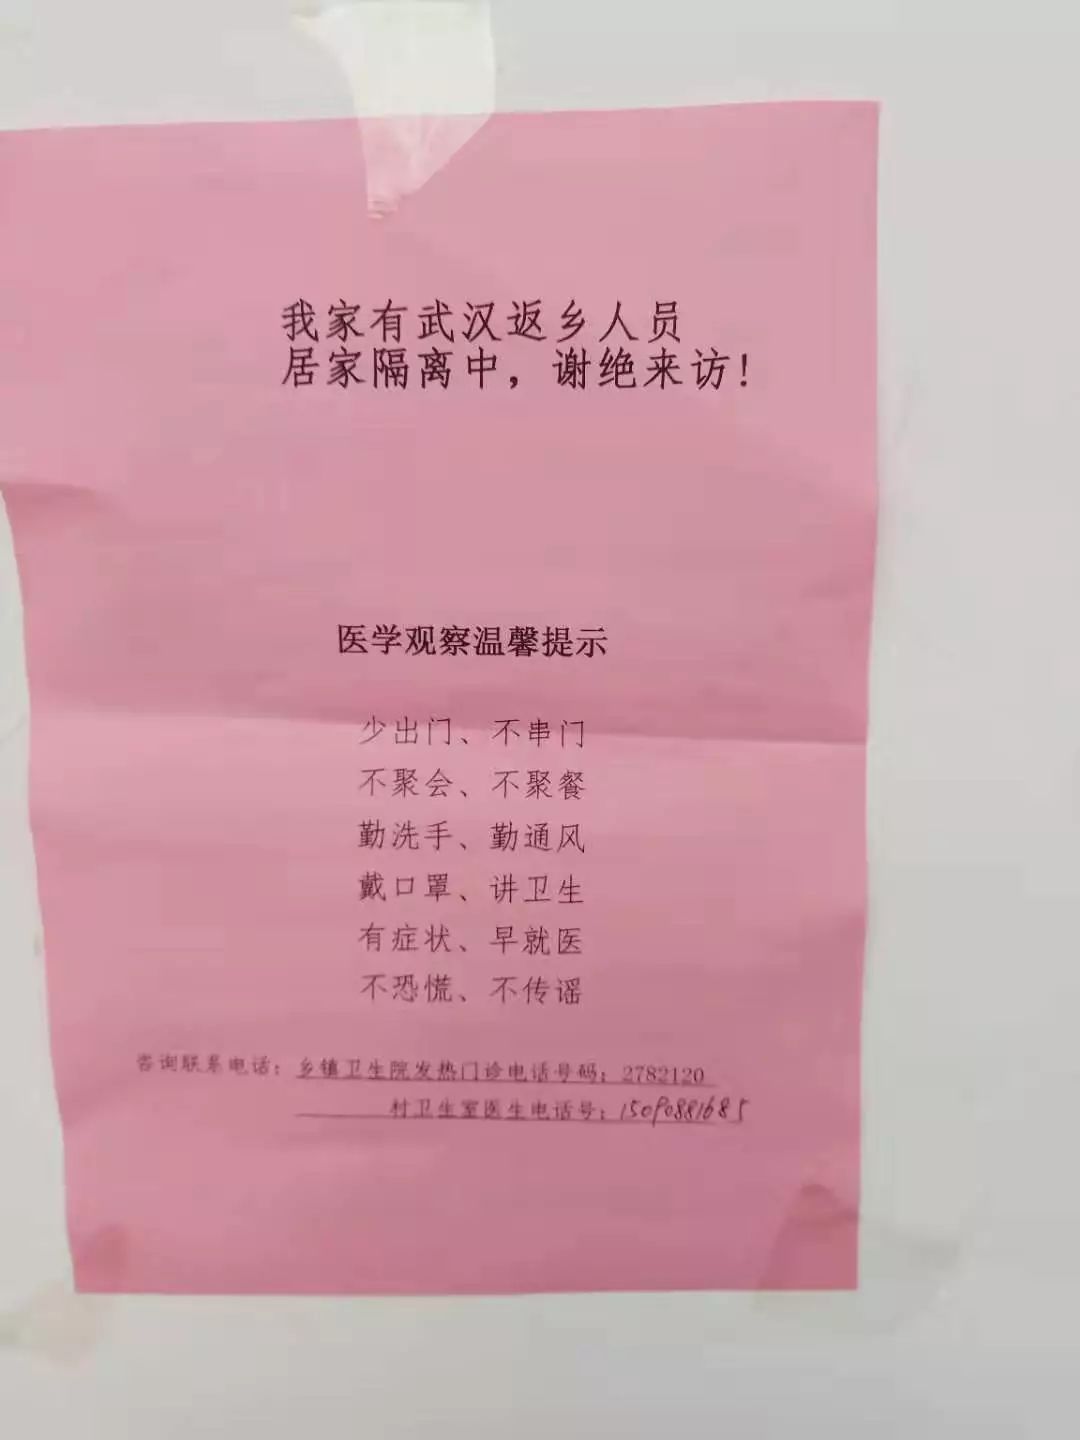 我家有武汉返乡人员
居家隔离中，谢绝来访！
医学观察温馨提示
少出门、不串门
不聚会、不聚餐
勤洗手、勤通风
戴口罩、讲卫生
有症状、早就医
不恐慌、不传谣
咨询联系电话：乡镇卫生院发热门诊电话号码：2782120
村卫生室医生电话号：15090881685